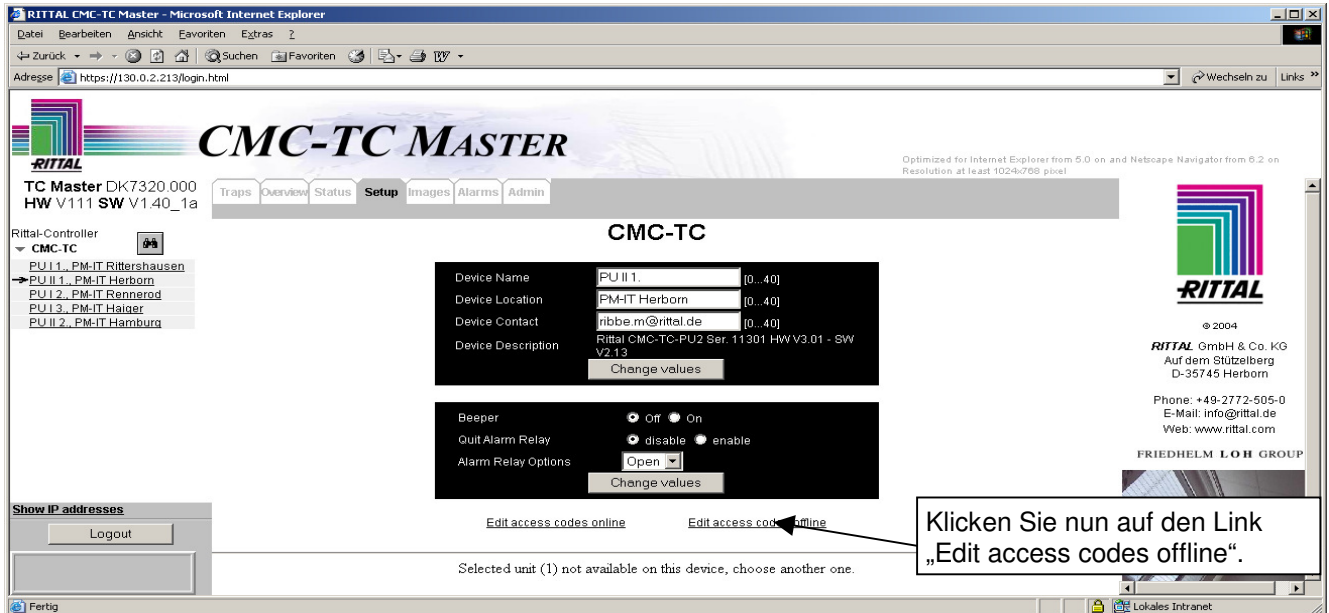 RITTAL CMC-TC Master - Microsoft Internet Explorer
Datei Bearbeiten Ansicht Favoriten Extras ?
Zurück Suchen Favoriten
Adresse https://130.0.2.213/login.html Wechseln zu Links »
RITTAL
CMC-TC MASTER
Optimized for Internet Explorer from 5.0 on and Netscape Navigator from 6.2 on
Resolution at least 1024x768 pixel
TC Master DK7320.000
HW V111 SW V1.40_1a
Traps Overview Status Setup Images Alarms Admin
Rittal-Controller
CMC-TC
PU I 1., PM-IT Rittershausen
PU II 1., PM-IT Herborn
PU I 2., PM-IT Rennerod
PU I 3., PM-IT Haiger
PU II 2., PM-IT Hamburg
CMC-TC
Device Name PU II 1. [0...40]
Device Location PM-IT Herborn [0...40]
Device Contact ribbe.m@rittal.de [0...40]
Device Description Rittal CMC-TC-PU2 Ser. 11301 HW V3.01 - SW
V2.13
Change values
Beeper Off On
Quit Alarm Relay disable enable
Alarm Relay Options Open
Change values
Edit access codes online Edit access codes offline
Selected unit (1) not available on this device, choose another one.
Show IP addresses
Logout
RITTAL
© 2004
RITTAL GmbH & Co. KG
Auf dem Stützelberg
D-35745 Herborn
Phone: +49-2772-505-0
E-Mail: info@rittal.de
Web: www.rittal.com
FRIEDHELM LOH GROUP
Klicken Sie nun auf den Link
„Edit access codes offline“.
Fertig Lokales Intranet